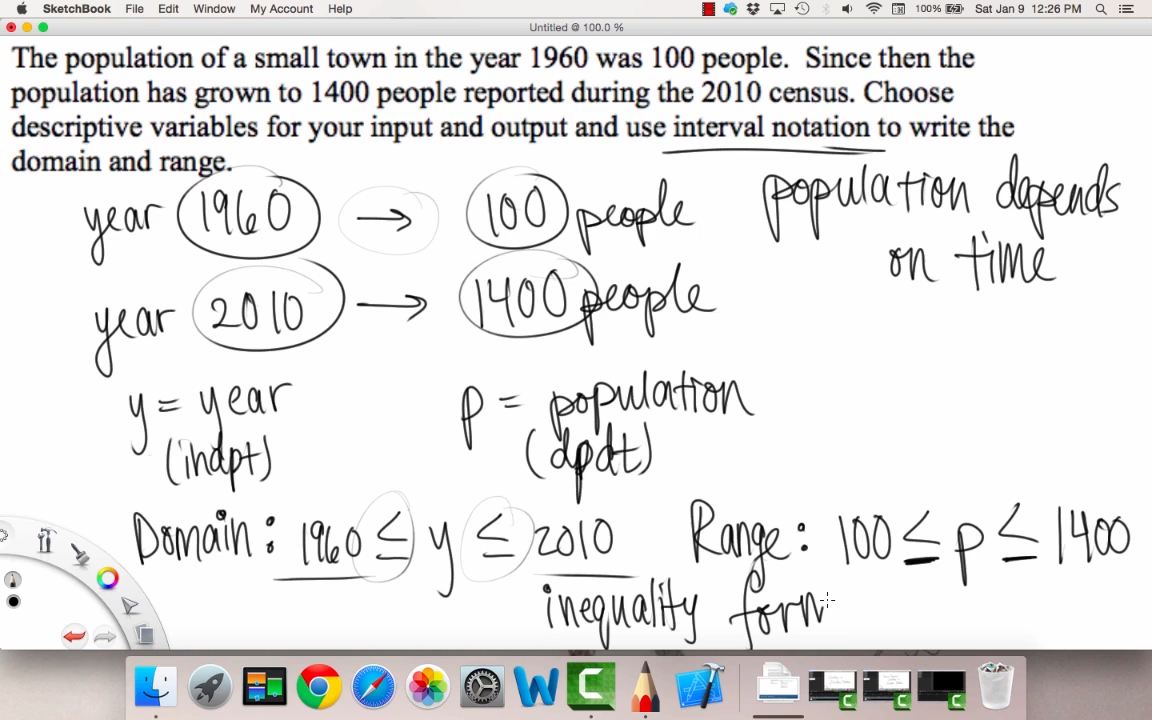 SketchBook File Edit Window My Account Help 100% Sat Jan 9 12:26 PM
Untitled @ 100.0 %
The population of a small town in the year 1960 was 100 people. Since then the
population has grown to 1400 people reported during the 2010 census. Choose
descriptive variables for your input and output and use interval notation to write the
domain and range.
population depends
on time
year 1960 → 100 people
year 2010 → 1400 people
y = year p = population
(indpt) (dpdt)
Domain: 1960 ≤ y ≤ 2010 Range: 100 ≤ p ≤ 1400
inequality form